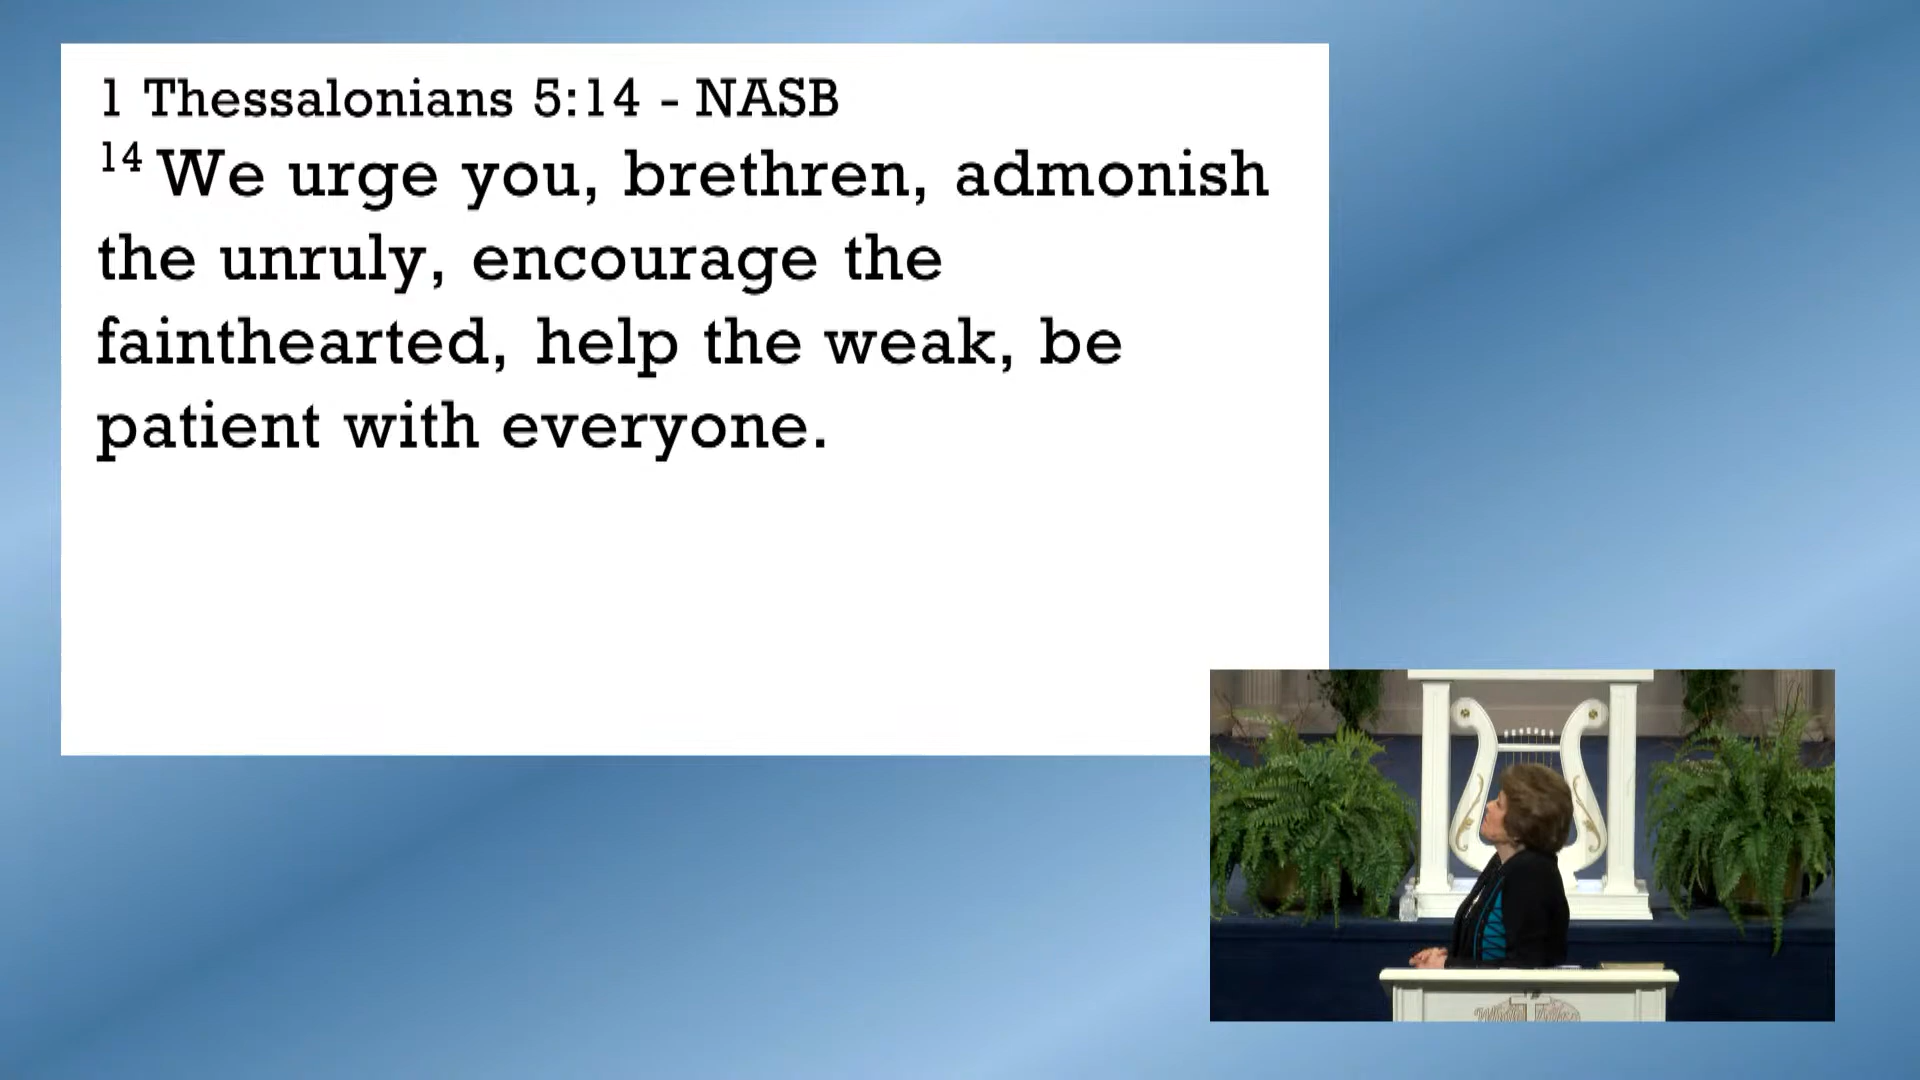 1 Thessalonians 5:14 - NASB
14 We urge you, brethren, admonish
the unruly, encourage the
fainthearted, help the weak, be
patient with everyone.